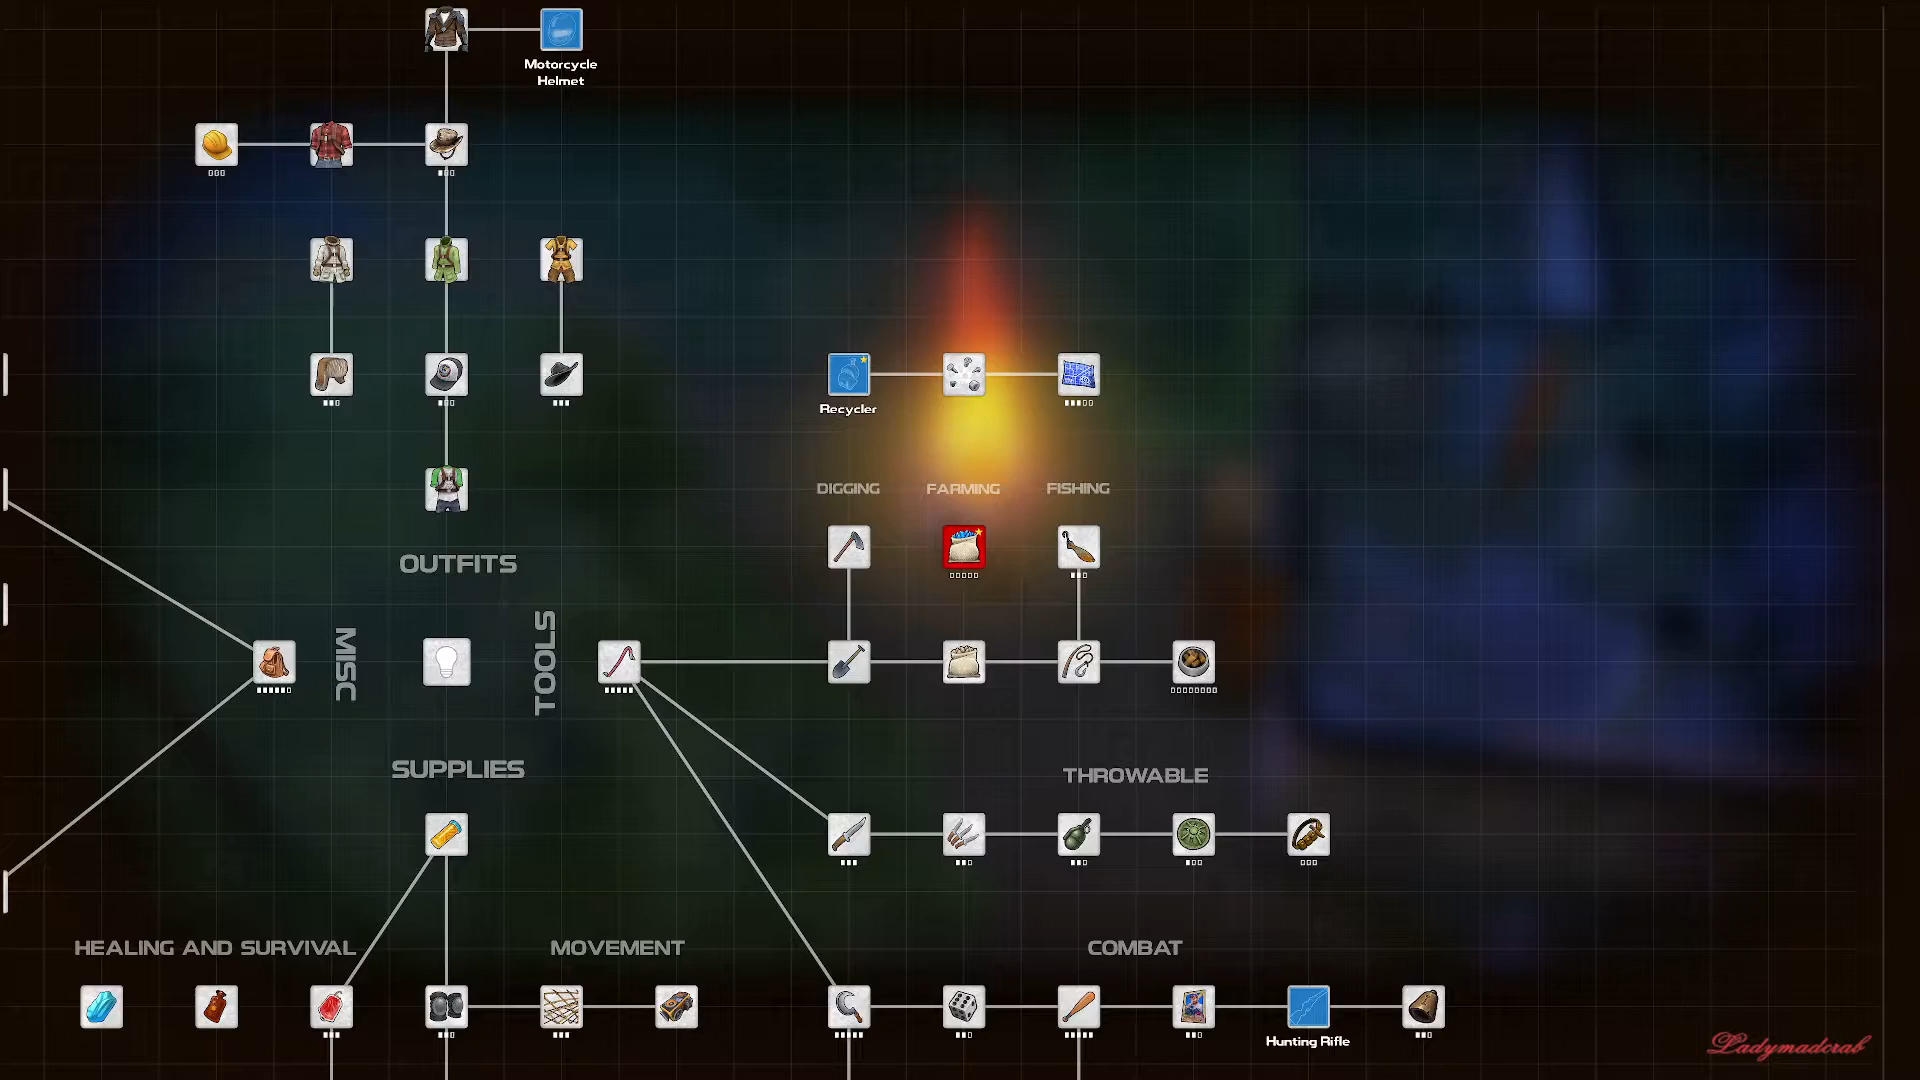 Motorcycle
Helmet
Recycler
DIGGING
FARMING
FISHING
OUTFITS
MISC
TOOLS
SUPPLIES
THROWABLE
HEALING AND SURVIVAL
MOVEMENT
COMBAT
Hunting Rifle
Ladymadcrab